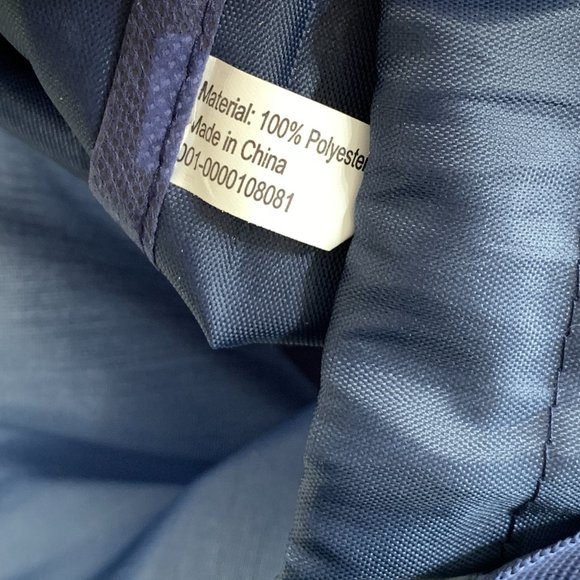 Material: 100% Polyester
Made in China
001-0000108081